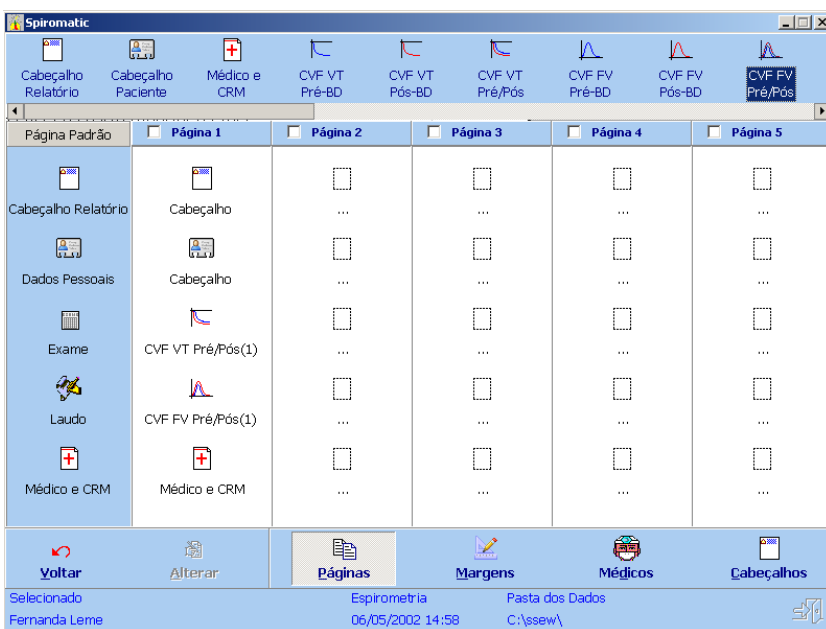 Spiromatic
Cabeçalho Relatório
Cabeçalho Paciente
Médico e CRM
CVF VT Pré-BD
CVF VT Pós-BD
CVF VT Pré/Pós
CVF FV Pré-BD
CVF FV Pós-BD
CVF FV Pré/Pós
Página Padrão
Página 1
Página 2
Página 3
Página 4
Página 5
Cabeçalho Relatório
Cabeçalho
...
...
...
...
Dados Pessoais
Cabeçalho
...
...
...
...
Exame
CVF VT Pré/Pós(1)
...
...
...
...
Laudo
CVF FV Pré/Pós(1)
...
...
...
...
Médico e CRM
Médico e CRM
...
...
...
...
Voltar
Alterar
Páginas
Margens
Médicos
Cabeçalhos
Selecionado
Espirometria
Pasta dos Dados
Fernanda Leme
06/05/2002 14:58
C:\ssew\